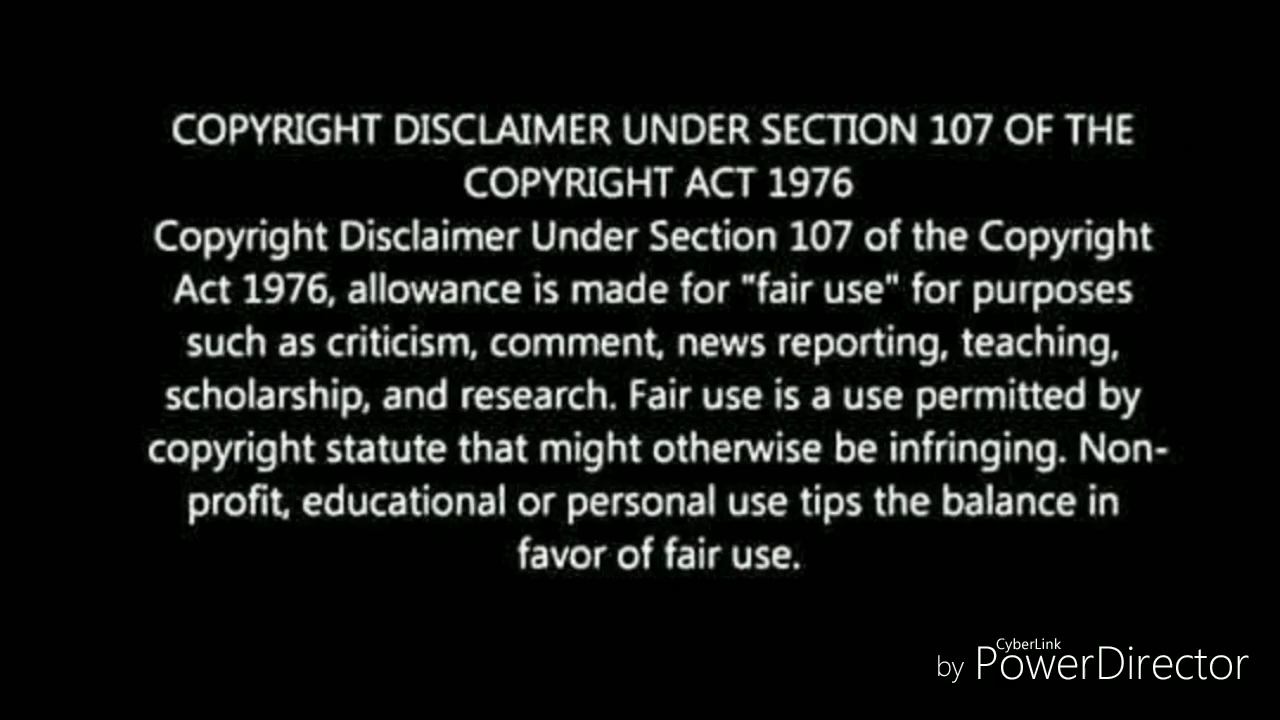 COPYRIGHT DISCLAIMER UNDER SECTION 107 OF THE
COPYRIGHT ACT 1976
Copyright Disclaimer Under Section 107 of the Copyright
Act 1976, allowance is made for "fair use" for purposes
such as criticism, comment, news reporting, teaching,
scholarship, and research. Fair use is a use permitted by
copyright statute that might otherwise be infringing. Non-
profit, educational or personal use tips the balance in
favor of fair use.
CyberLink
by PowerDirector